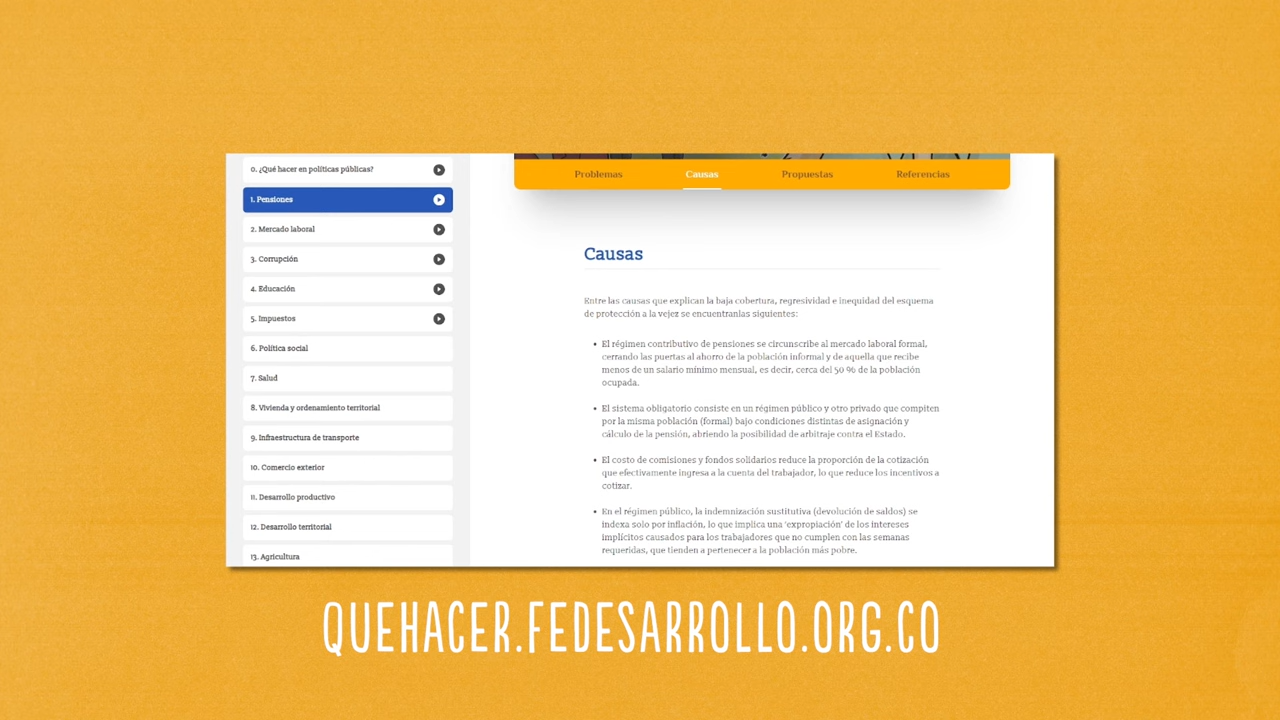 0. ¿Qué hacer en políticas públicas?
1. Pensiones
2. Mercado laboral
3. Corrupción
4. Educación
5. Impuestos
6. Política social
7. Salud
8. Vivienda y ordenamiento territorial
9. Infraestructura de transporte
10. Comercio exterior
11. Desarrollo productivo
12. Desarrollo territorial
13. Agricultura
Problemas
Causas
Propuestas
Referencias
Causas
Entre las causas que explican la baja cobertura, regresividad e inequidad del esquema
de protección a la vejez se encuentranlas siguientes:
• El régimen contributivo de pensiones se circunscribe al mercado laboral formal,
cerrando las puertas al ahorro de la población informal y de aquella que recibe
menos de un salario mínimo mensual, es decir, cerca del 50 % de la población
ocupada.
• El sistema obligatorio consiste en un régimen público y otro privado que compiten
por la misma población (formal) bajo condiciones distintas de asignación y
cálculo de la pensión, abriendo la posibilidad de arbitraje contra el Estado.
• El costo de comisiones y fondos solidarios reduce la proporción de la cotización
que efectivamente ingresa a la cuenta del trabajador, lo que reduce los incentivos a
cotizar.
• En el régimen público, la indemnización sustitutiva (devolución de saldos) se
indexa solo por inflación, lo que implica una 'expropiación' de los intereses
implícitos causados para los trabajadores que no cumplen con las semanas
requeridas, que tienden a pertenecer a la población más pobre.
QUEHACER.FEDESARROLLO.ORG.CO